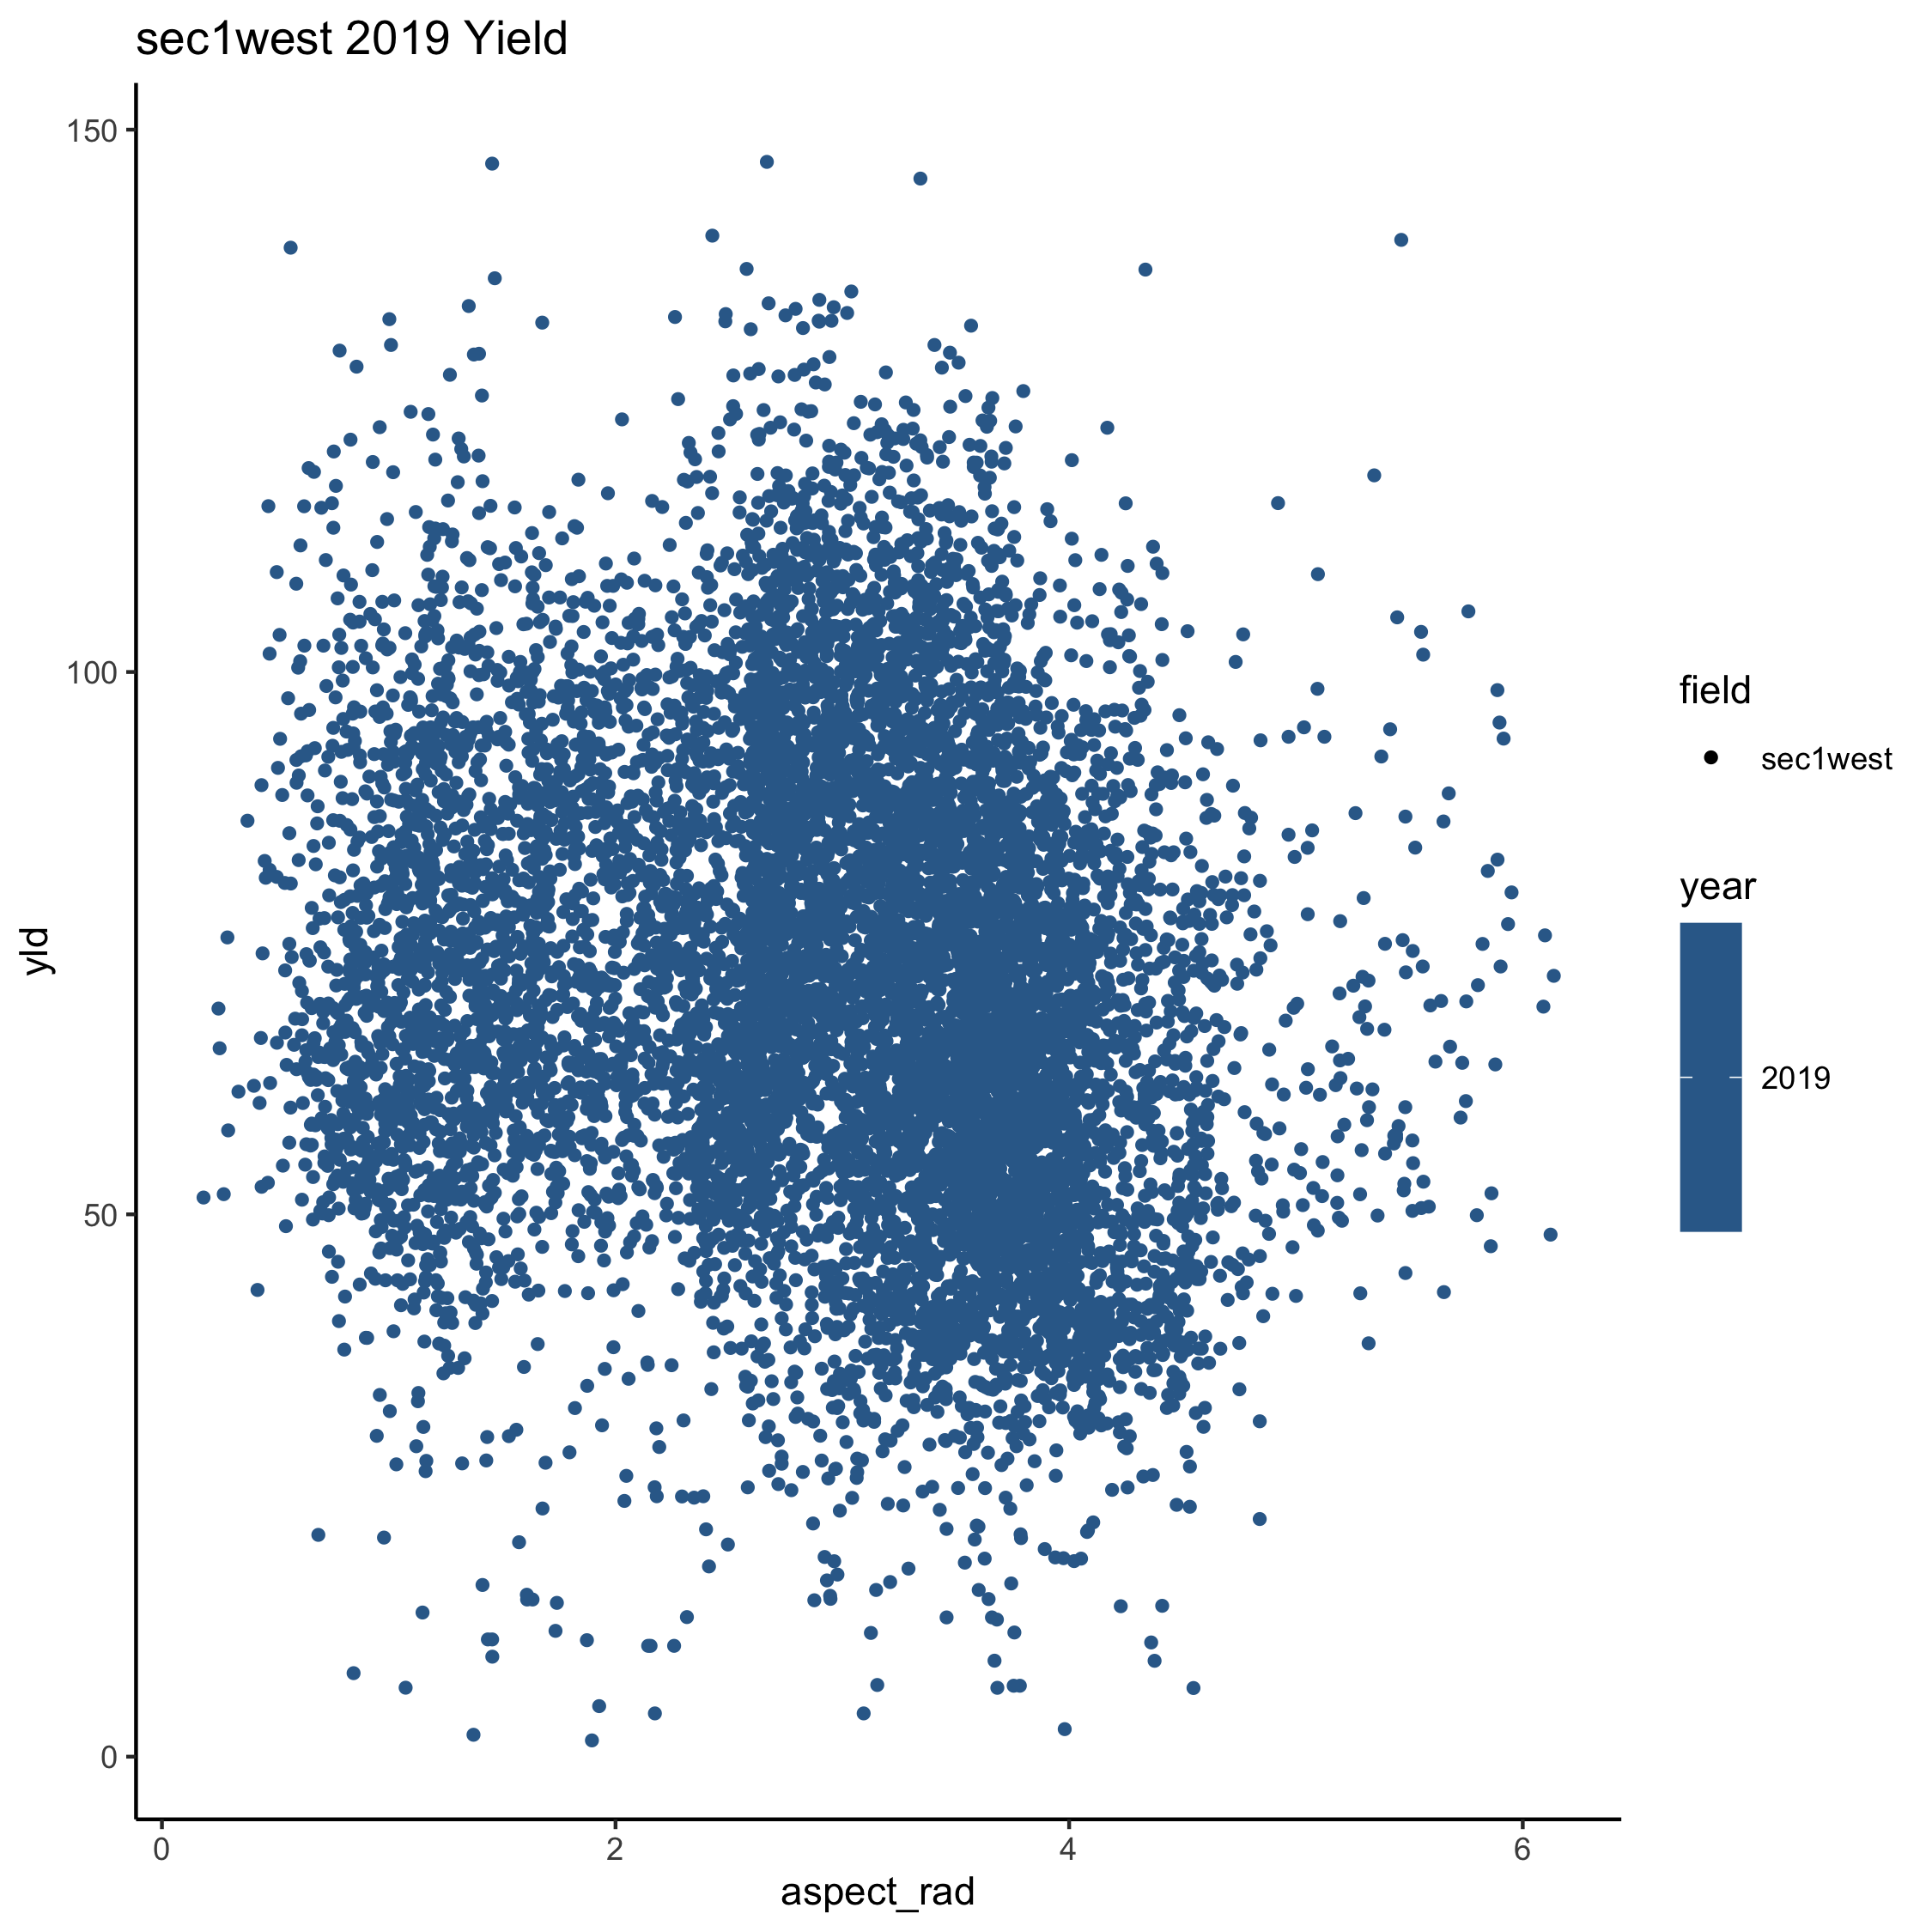 sec1west 2019 Yield
150
100
50
0
yld
0 2 4 6
aspect_rad
field
sec1west
year
2019